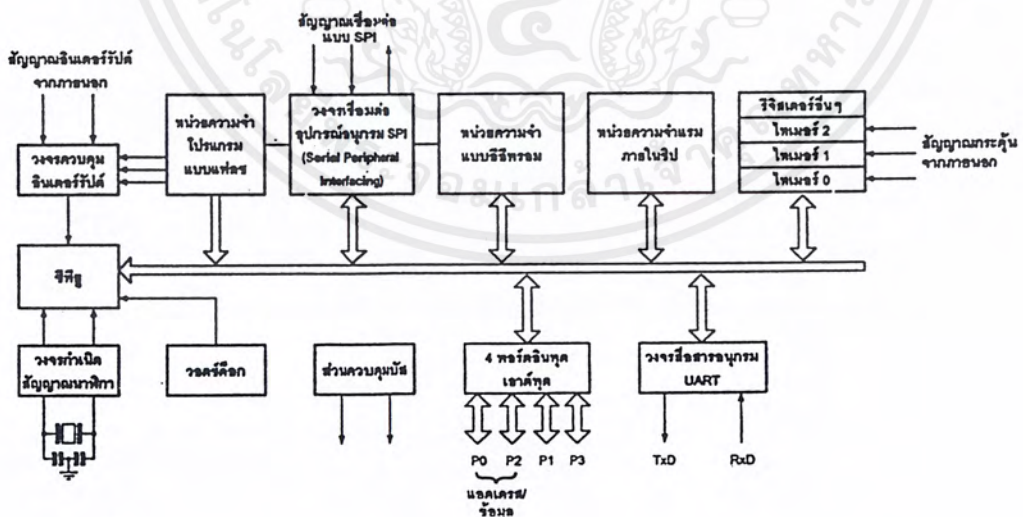 สัญญาณเชื่อมต่อ
แบบ SPI
สัญญาณอินเตอร์รัปต์
จากภายนอก
วงจรควบคุม
อินเตอร์รัปต์
หน่วยความจำ
โปรแกรม
แบบแฟลช
วงจรเชื่อมต่อ
อุปกรณ์อนุกรม SPI
(Serial Peripheral
Interfacing)
หน่วยความจำ
แบบอีอีพรอม
หน่วยความจำแรม
ภายในชิป
รีจิสเตอร์อื่นๆ
ไทเมอร์ 2
ไทเมอร์ 1
ไทเมอร์ 0
สัญญาณกระตุ้น
จากภายนอก
ซีพียู
วงจรกำเนิด
สัญญาณนาฬิกา
วอตช์ด็อก
ส่วนควบคุมบัส
4 พอร์ตอินพุต
เอาต์พุต
วงจรสื่อสารอนุกรม
UART
P0
P2
P1
P3
TxD
RxD
แอดเดรส/
ข้อมูล